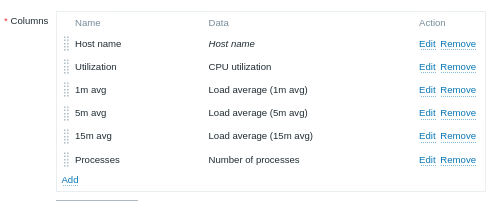 * Columns
Name Data Action
Host name Host name Edit Remove
Utilization CPU utilization Edit Remove
1m avg Load average (1m avg) Edit Remove
5m avg Load average (5m avg) Edit Remove
15m avg Load average (15m avg) Edit Remove
Processes Number of processes Edit Remove
Add